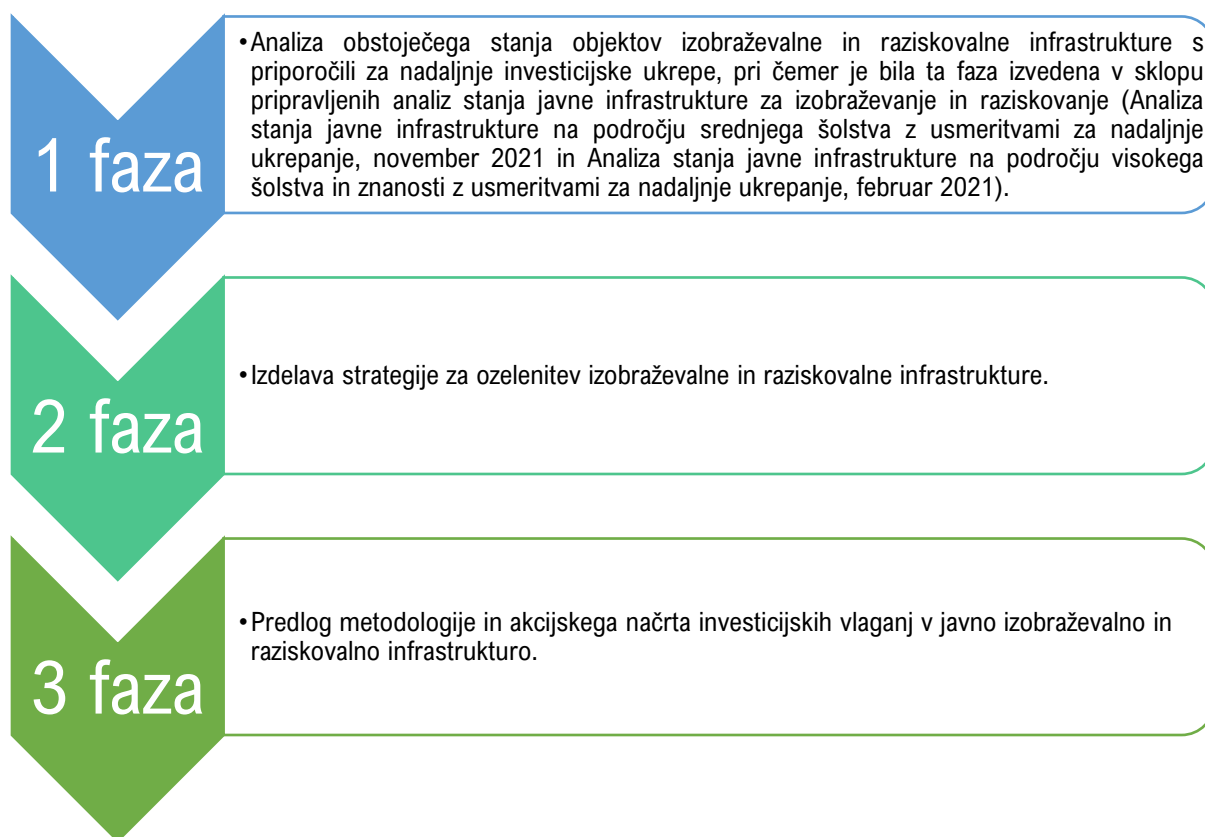 1 faza
•Analiza obstoječega stanja objektov izobraževalne in raziskovalne infrastrukture s
priporočili za nadaljnje investicijske ukrepe, pri čemer je bila ta faza izvedena v sklopu
pripravljenih analiz stanja javne infrastrukture za izobraževanje in raziskovanje (Analiza
stanja javne infrastrukture na področju srednjega šolstva z usmeritvami za nadaljnje
ukrepanje, november 2021 in Analiza stanja javne infrastrukture na področju visokega
šolstva in znanosti z usmeritvami za nadaljnje ukrepanje, februar 2021).
2 faza
•Izdelava strategije za ozelenitev izobraževalne in raziskovalne infrastrukture.
3 faza
•Predlog metodologije in akcijskega načrta investicijskih vlaganj v javno izobraževalno in
raziskovalno infrastrukturo.